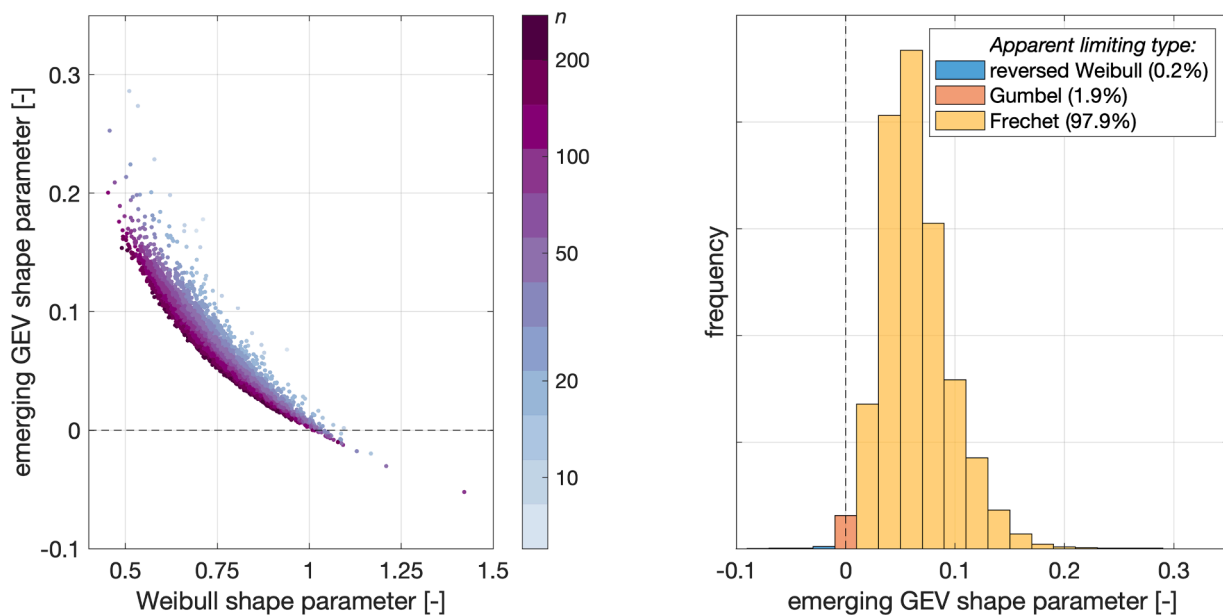 emerging GEV shape parameter [-]
0.3
0.2
0.1
0
-0.1
0.5
0.75
1
1.25
1.5
Weibull shape parameter [-]
n
200
100
50
20
10
frequency
Apparent limiting type:
reversed Weibull (0.2%)
Gumbel (1.9%)
Frechet (97.9%)
-0.1
0
0.1
0.2
0.3
emerging GEV shape parameter [-]